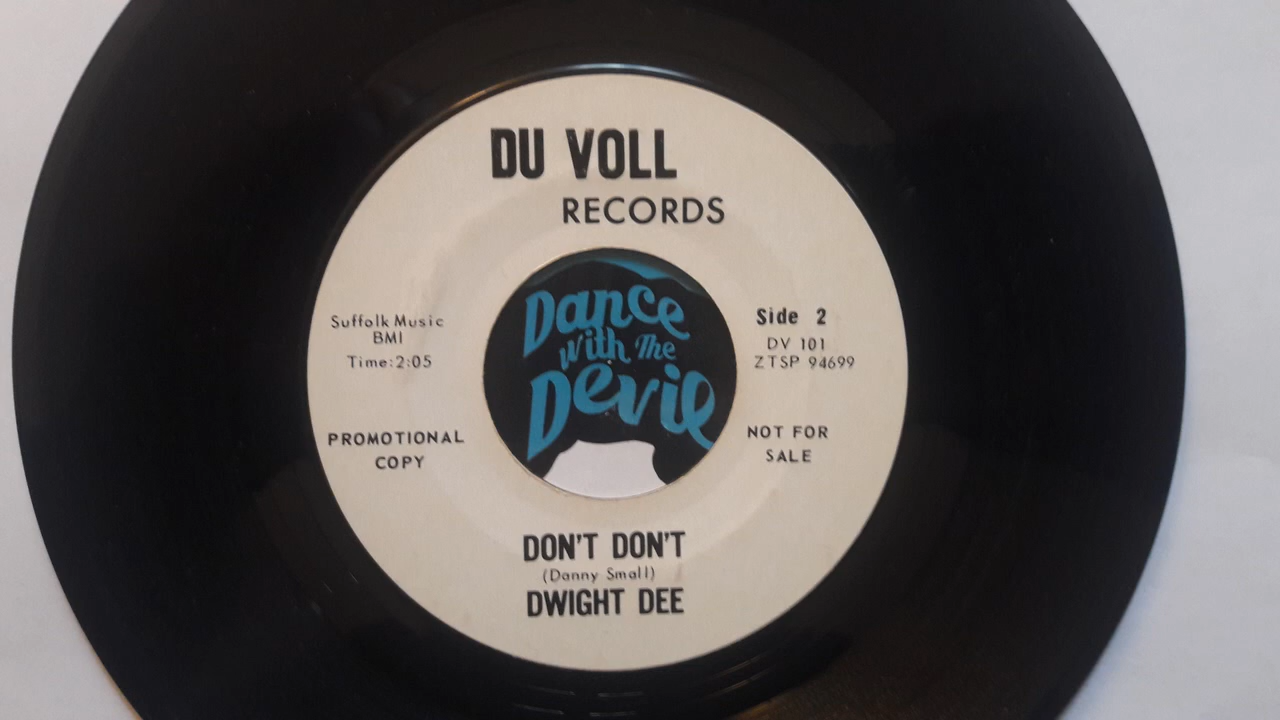 DU VOLL
RECORDS
Suffolk Music
BMI
Time:2:05
Side 2
DV 101
ZTSP 94699
Dance
with The
Devil
PROMOTIONAL
COPY
NOT FOR
SALE
DON'T DON'T
(Danny Small)
DWIGHT DEE